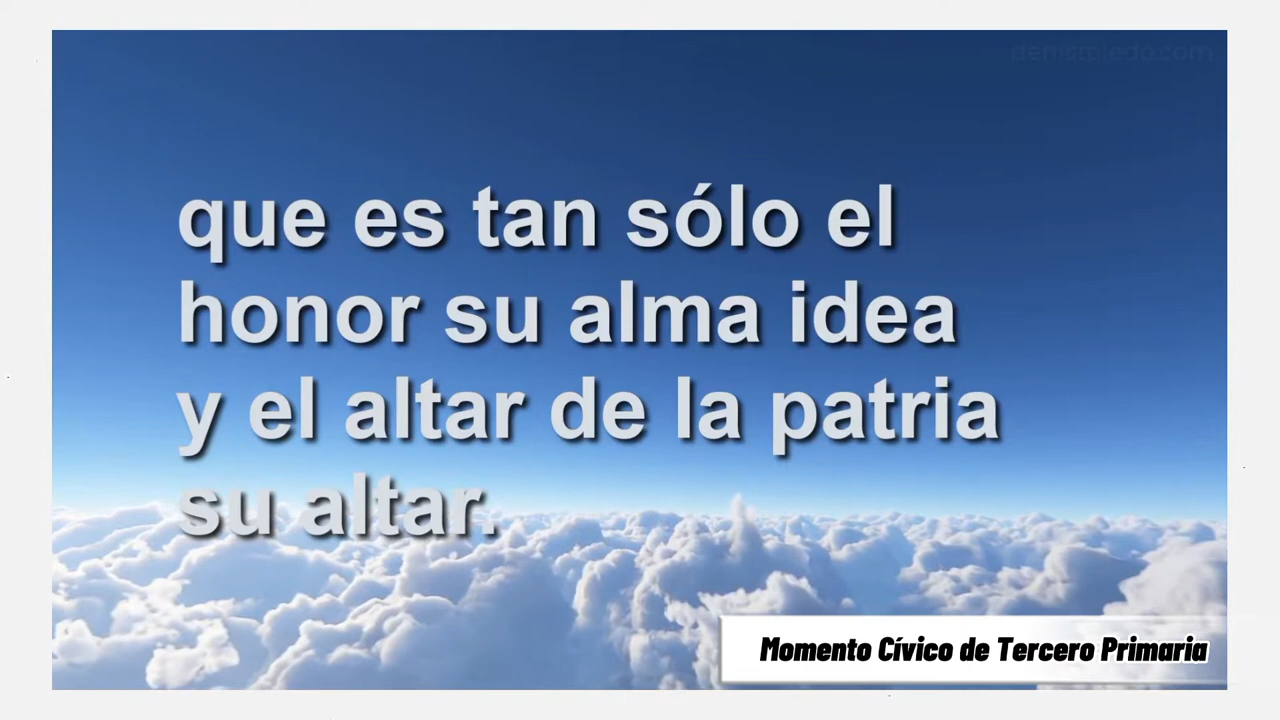 que es tan sólo el
honor su alma idea
y el altar de la patria
su altar.
Momento Cívico de Tercero Primaria